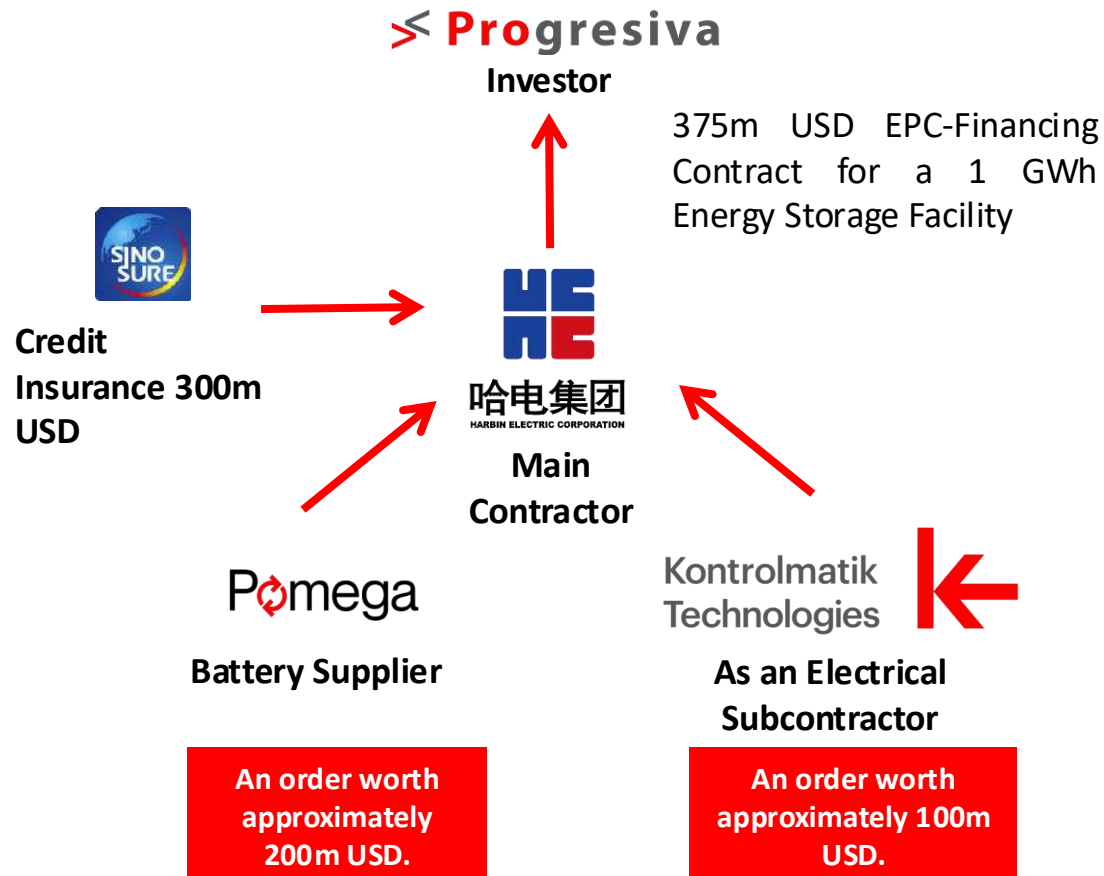 Progresiva
Investor
375m USD EPC-Financing
Contract for a 1 GWh
Energy Storage Facility
SINO
SURE
Credit
Insurance 300m
USD
哈电集团
HARBIN ELECTRIC CORPORATION
Main
Contractor
Pomega
Battery Supplier
Kontrolmatik
Technologies
As an Electrical
Subcontractor
An order worth
approximately
200m USD.
An order worth
approximately 100m
USD.